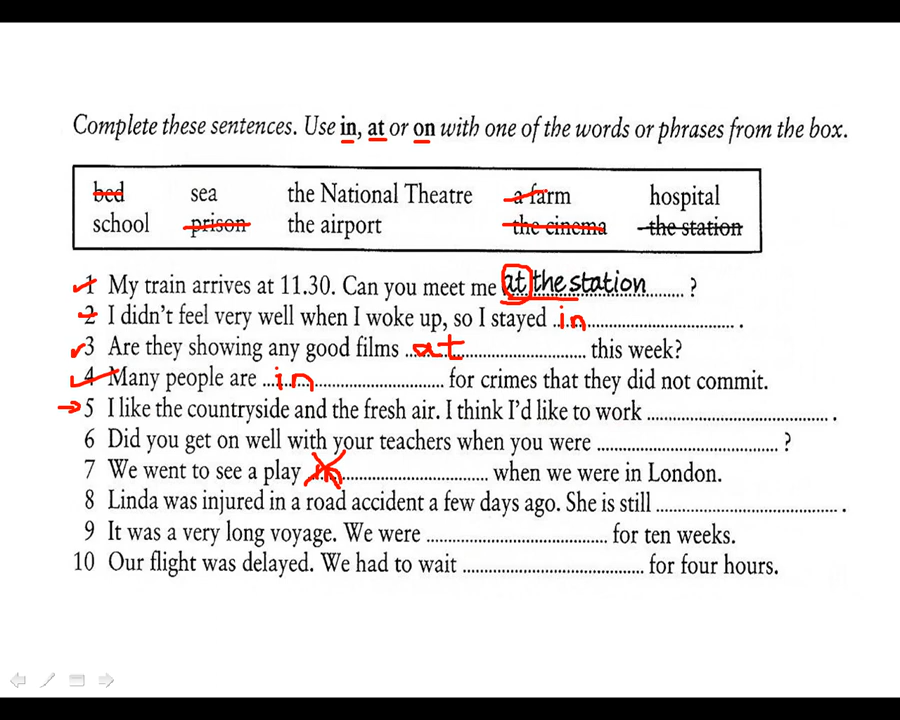 Complete these sentences. Use in, at or on with one of the words or phrases from the box.
bed sea the National Theatre a farm hospital
school prison the airport the cinema the station
1 My train arrives at 11.30. Can you meet me at the station ?
2 I didn't feel very well when I woke up, so I stayed in .
3 Are they showing any good films at this week?
4 Many people are in for crimes that they did not commit.
5 I like the countryside and the fresh air. I think I'd like to work .
6 Did you get on well with your teachers when you were ?
7 We went to see a play in when we were in London.
8 Linda was injured in a road accident a few days ago. She is still .
9 It was a very long voyage. We were for ten weeks.
10 Our flight was delayed. We had to wait for four hours.